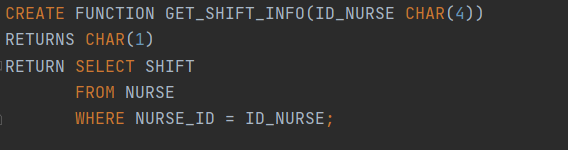 CREATE FUNCTION GET_SHIFT_INFO(ID_NURSE CHAR(4))
RETURNS CHAR(1)
RETURN SELECT SHIFT
FROM NURSE
WHERE NURSE_ID = ID_NURSE;